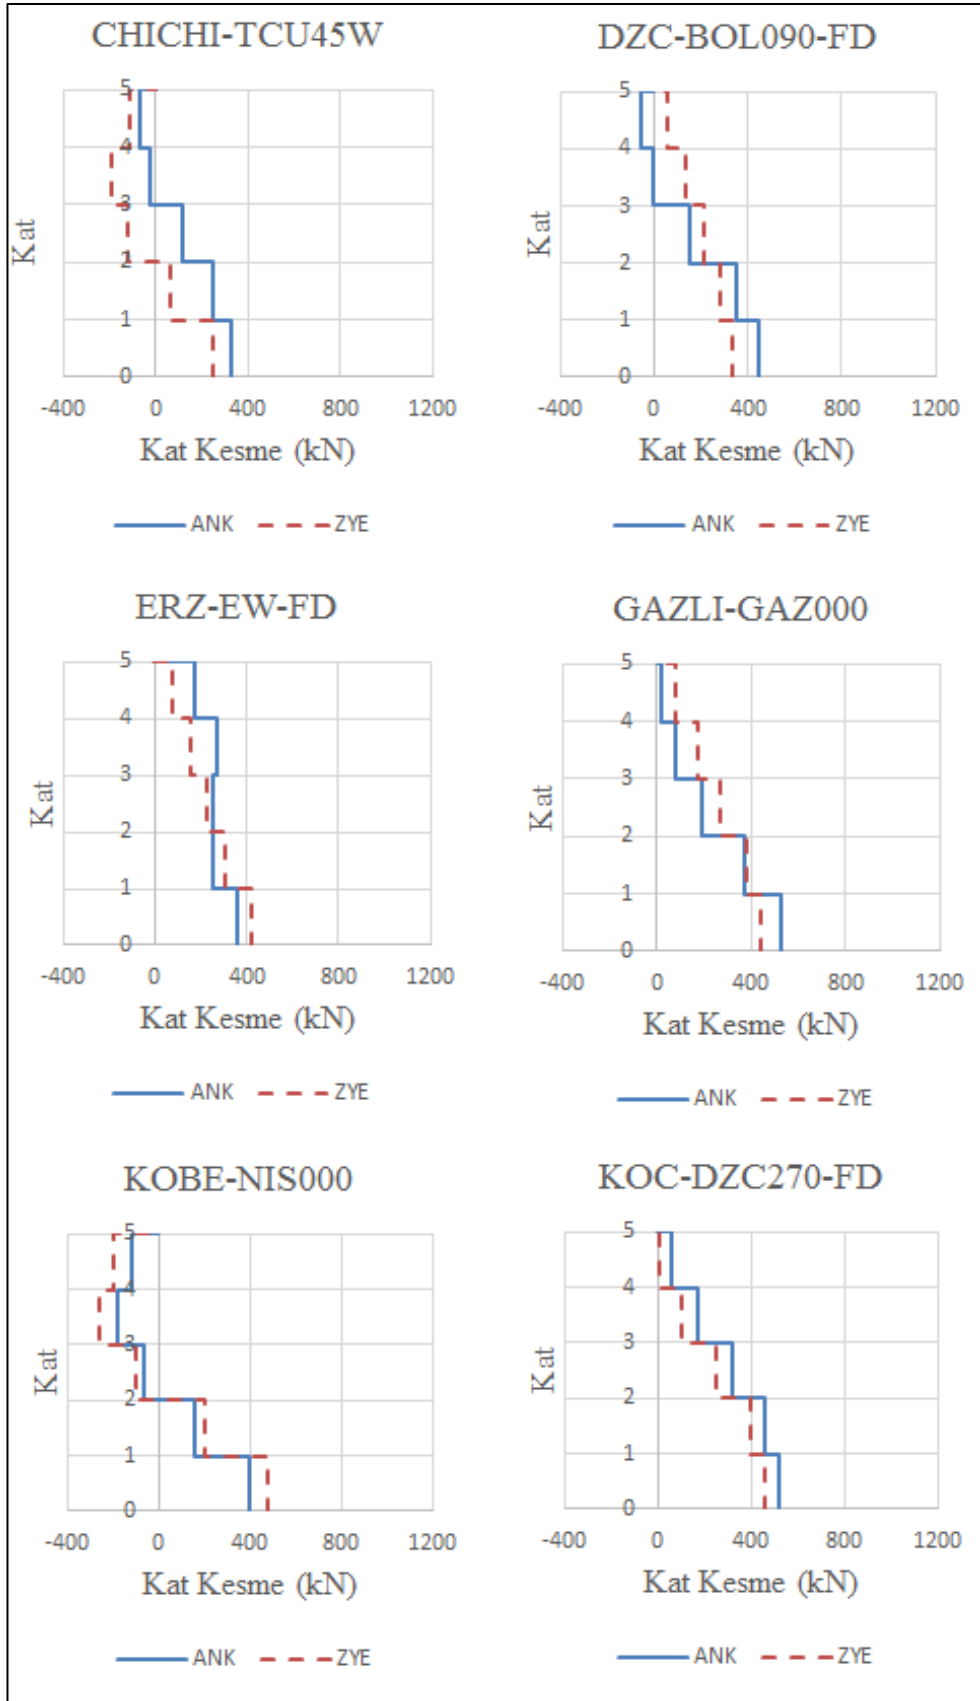 CHICHI-TCU45W
5
4
3
2
1
0
Kat
-400 0 400 800 1200
Kat Kesme (kN)
ANK ZYE
DZC-BOL090-FD
5
4
3
2
1
0
Kat
-400 0 400 800 1200
Kat Kesme (kN)
ANK ZYE
ERZ-EW-FD
5
4
3
2
1
0
Kat
-400 0 400 800 1200
Kat Kesme (kN)
ANK ZYE
GAZLI-GAZ000
5
4
3
2
1
0
Kat
-400 0 400 800 1200
Kat Kesme (kN)
ANK ZYE
KOBE-NIS000
5
4
3
2
1
0
Kat
-400 0 400 800 1200
Kat Kesme (kN)
ANK ZYE
KOC-DZC270-FD
5
4
3
2
1
0
Kat
-400 0 400 800 1200
Kat Kesme (kN)
ANK ZYE